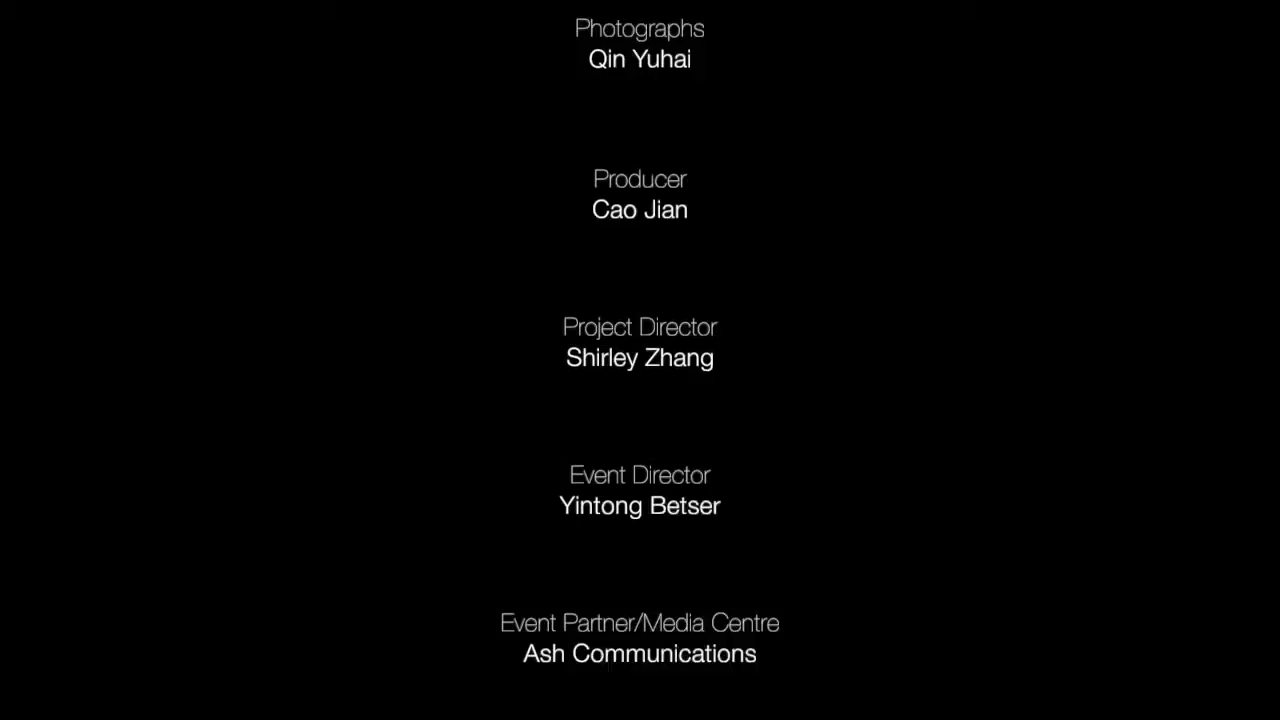 Photographs
Qin Yuhai
Producer
Cao Jian
Project Director
Shirley Zhang
Event Director
Yintong Betser
Event Partner/Media Centre
Ash Communications